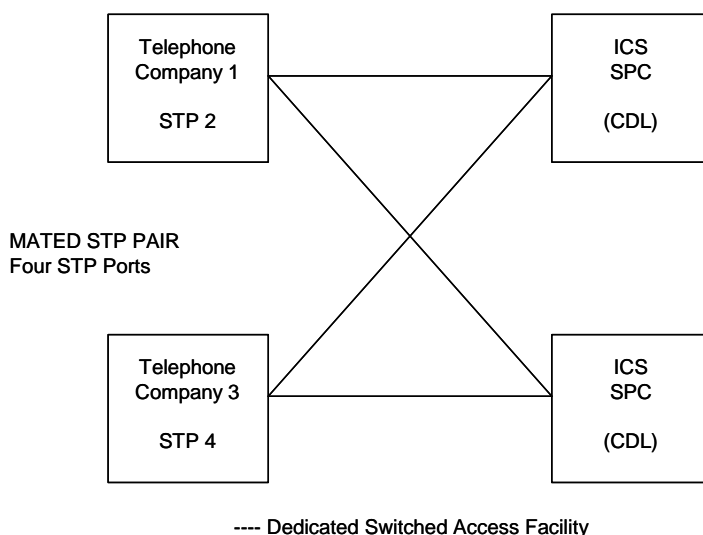 Telephone
Company 1
STP 2
ICS
SPC
(CDL)
MATED STP PAIR
Four STP Ports
Telephone
Company 3
STP 4
ICS
SPC
(CDL)
---- Dedicated Switched Access Facility